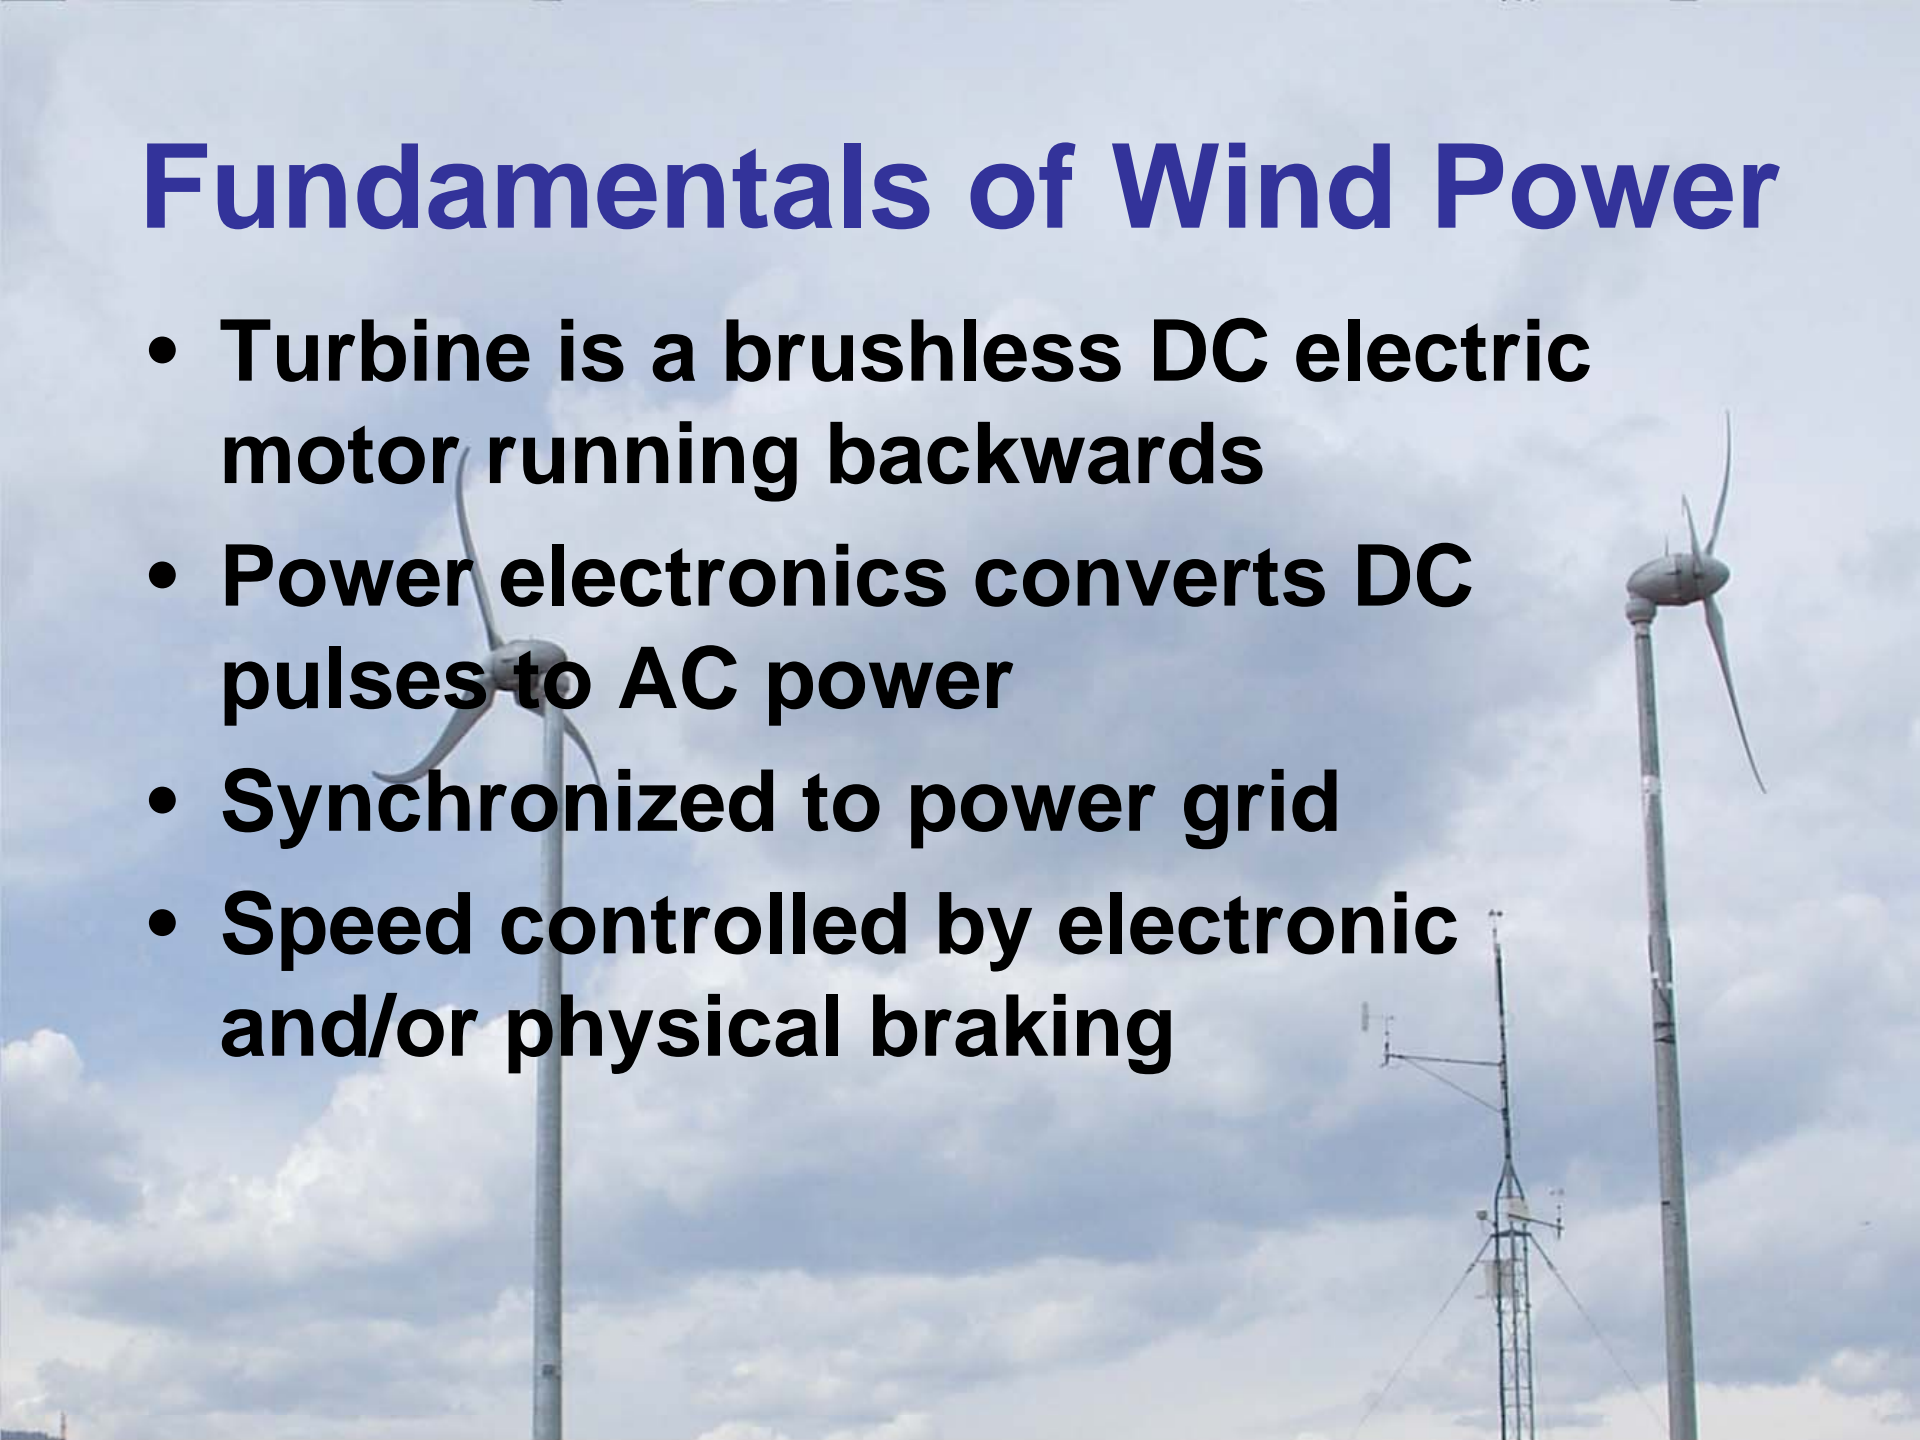 Fundamentals of Wind Power
• Turbine is a brushless DC electric
motor running backwards
• Power electronics converts DC
pulses to AC power
• Synchronized to power grid
• Speed controlled by electronic
and/or physical braking